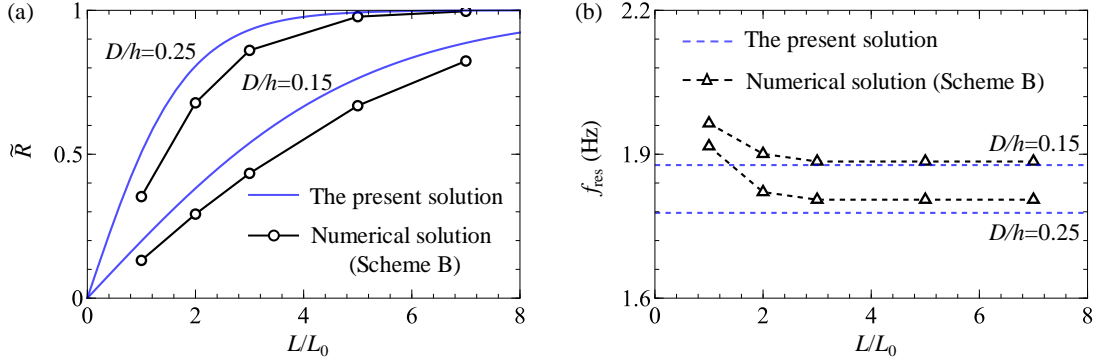 (a)
1
0.5
0
R̃
D/h=0.25
D/h=0.15
The present solution
Numerical solution
(Scheme B)
0 2 4 6 8
L/L0
(b)
2.2
1.9
1.6
fres (Hz)
The present solution
Numerical solution (Scheme B)
D/h=0.15
D/h=0.25
0 2 4 6 8
L/L0